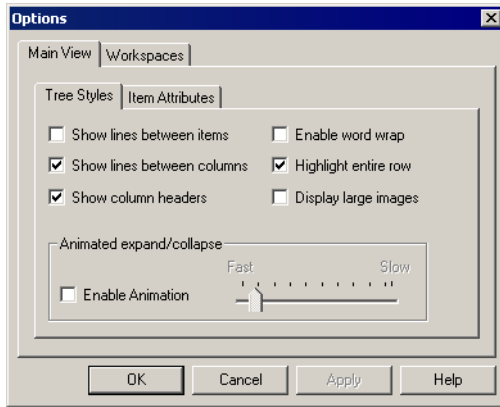 Options
Main View Workspaces
Tree Styles Item Attributes
Show lines between items Enable word wrap
Show lines between columns Highlight entire row
Show column headers Display large images
Animated expand/collapse
Fast Slow
Enable Animation
OK Cancel Apply Help